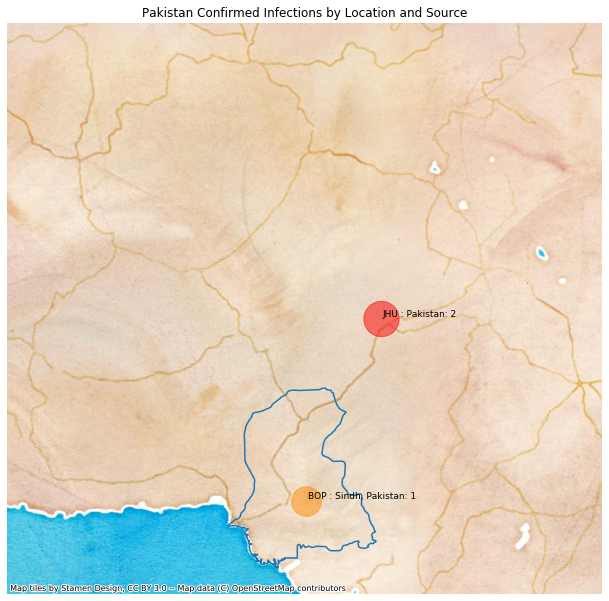 Pakistan Confirmed Infections by Location and Source
JHU : Pakistan: 2
BOP : Sindh, Pakistan: 1
Map tiles by Stamen Design, CC BY 3.0 -- Map data (C) OpenStreetMap contributors